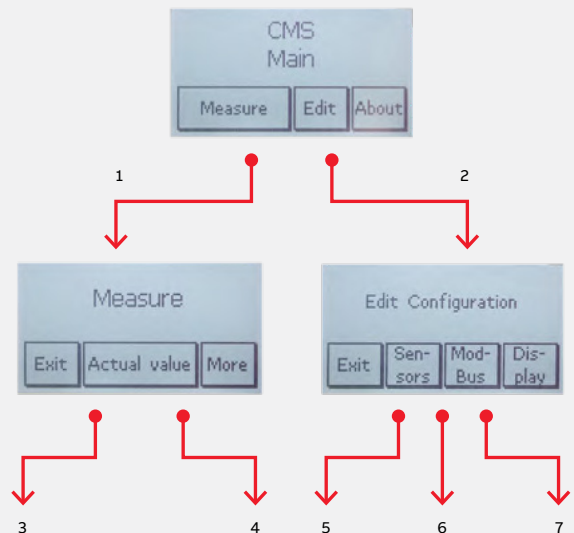 CMS
Main
Measure Edit About
1 2
Measure
Exit Actual value More
Edit Configuration
Exit Sen-
sors Mod-
Bus Dis-
play
3 4 5 6 7